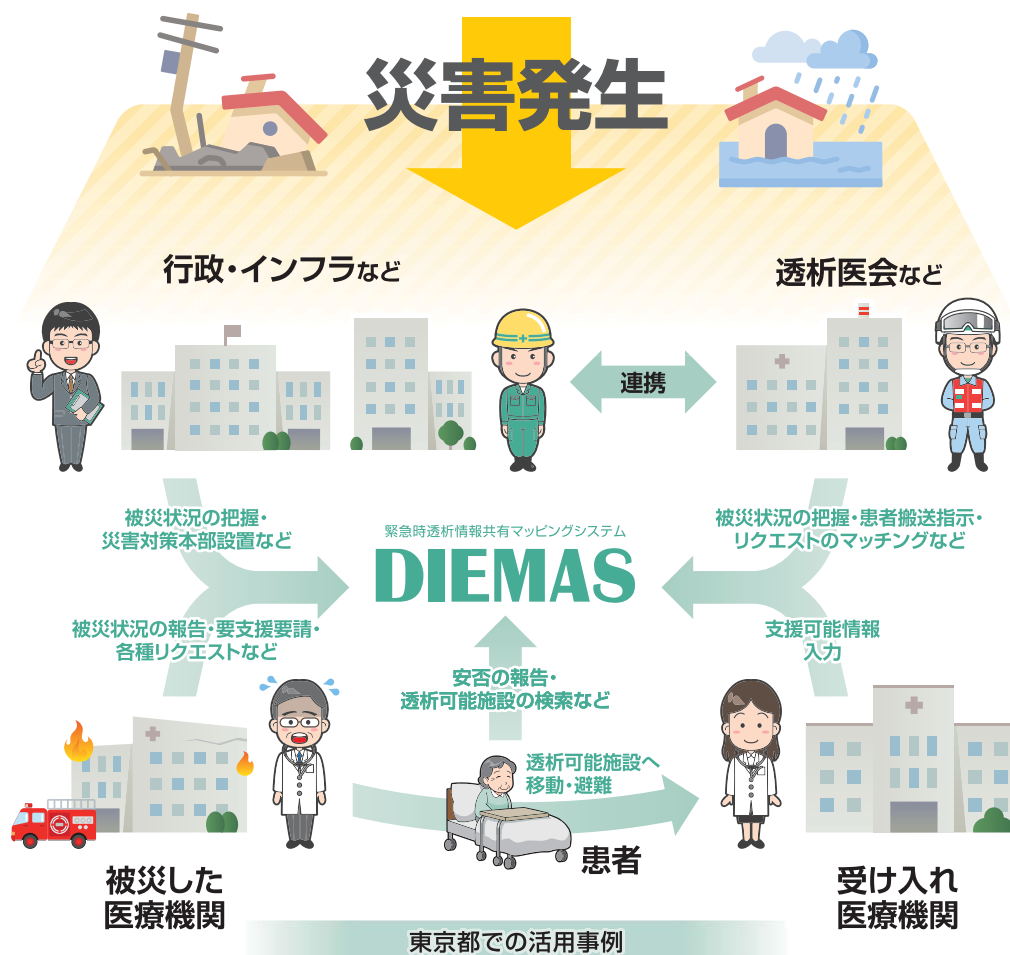 災害発生
行政・インフラなど
透析医会など
連携
被災状況の把握・
災害対策本部設置など
緊急時透析情報共有マッピングシステム
DIEMAS
被災状況の把握・患者搬送指示・
リクエストのマッチングなど
被災状況の報告・要支援要請・
各種リクエストなど
支援可能情報
入力
安否の報告・
透析可能施設の検索など
透析可能施設へ
移動・避難
患者
被災した
医療機関
受け入れ
医療機関
東京都での活用事例